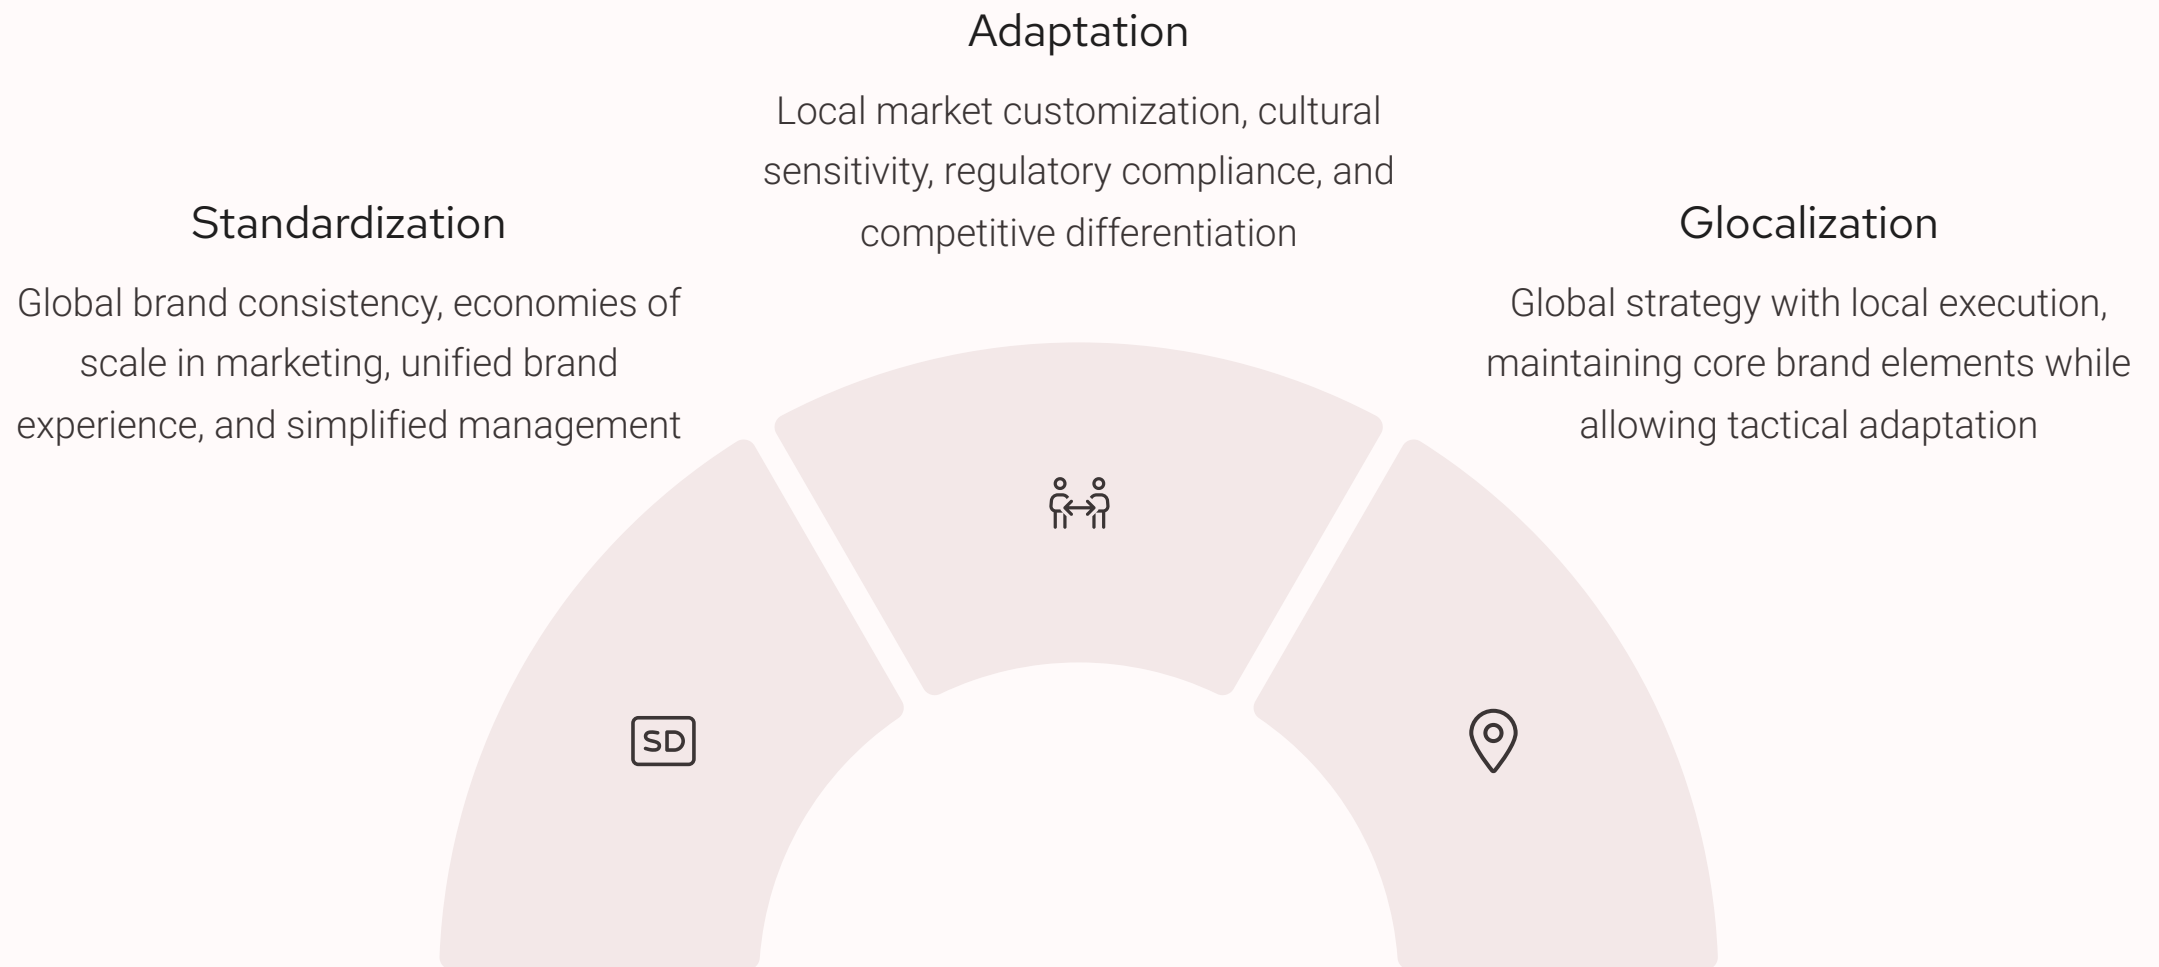 Adaptation
Local market customization, cultural
sensitivity, regulatory compliance, and
competitive differentiation
Standardization
Global brand consistency, economies of
scale in marketing, unified brand
experience, and simplified management
Glocalization
Global strategy with local execution,
maintaining core brand elements while
allowing tactical adaptation
SD